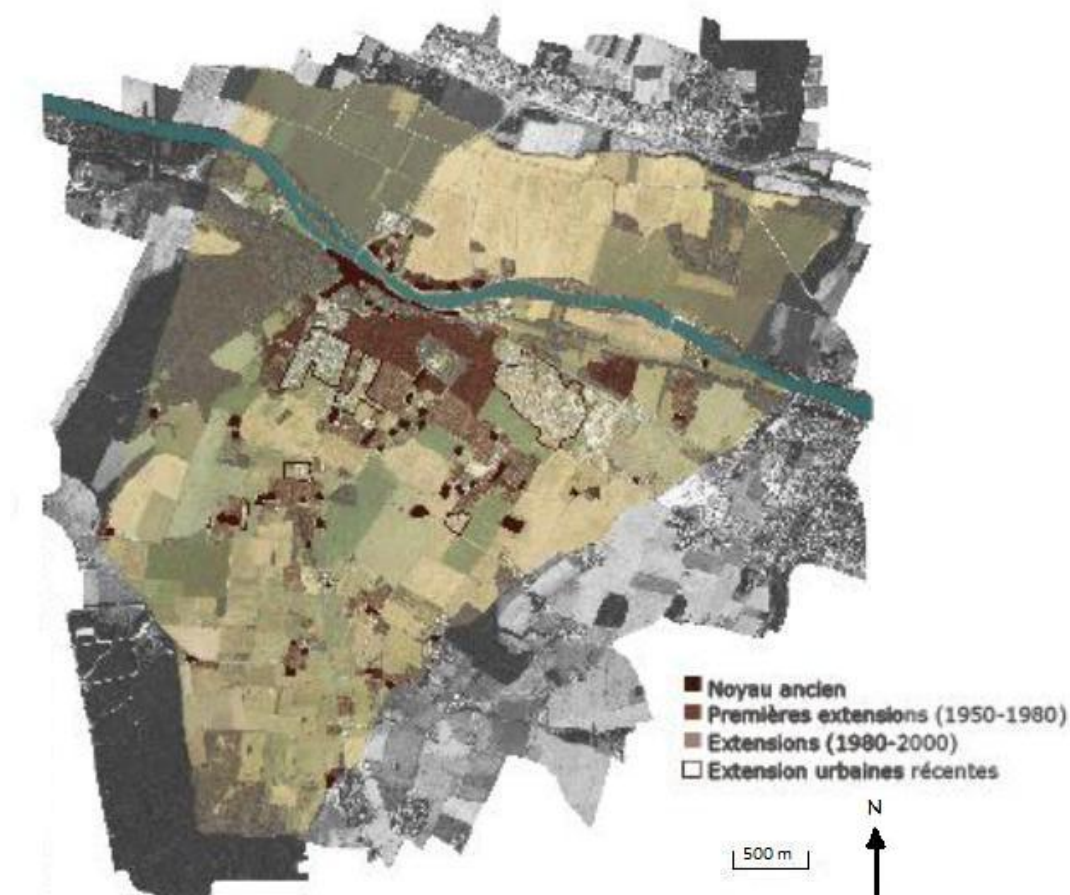 Noyau ancien
Premières extensions (1950-1980)
Extensions (1980-2000)
Extension urbaines récentes
N
500 m